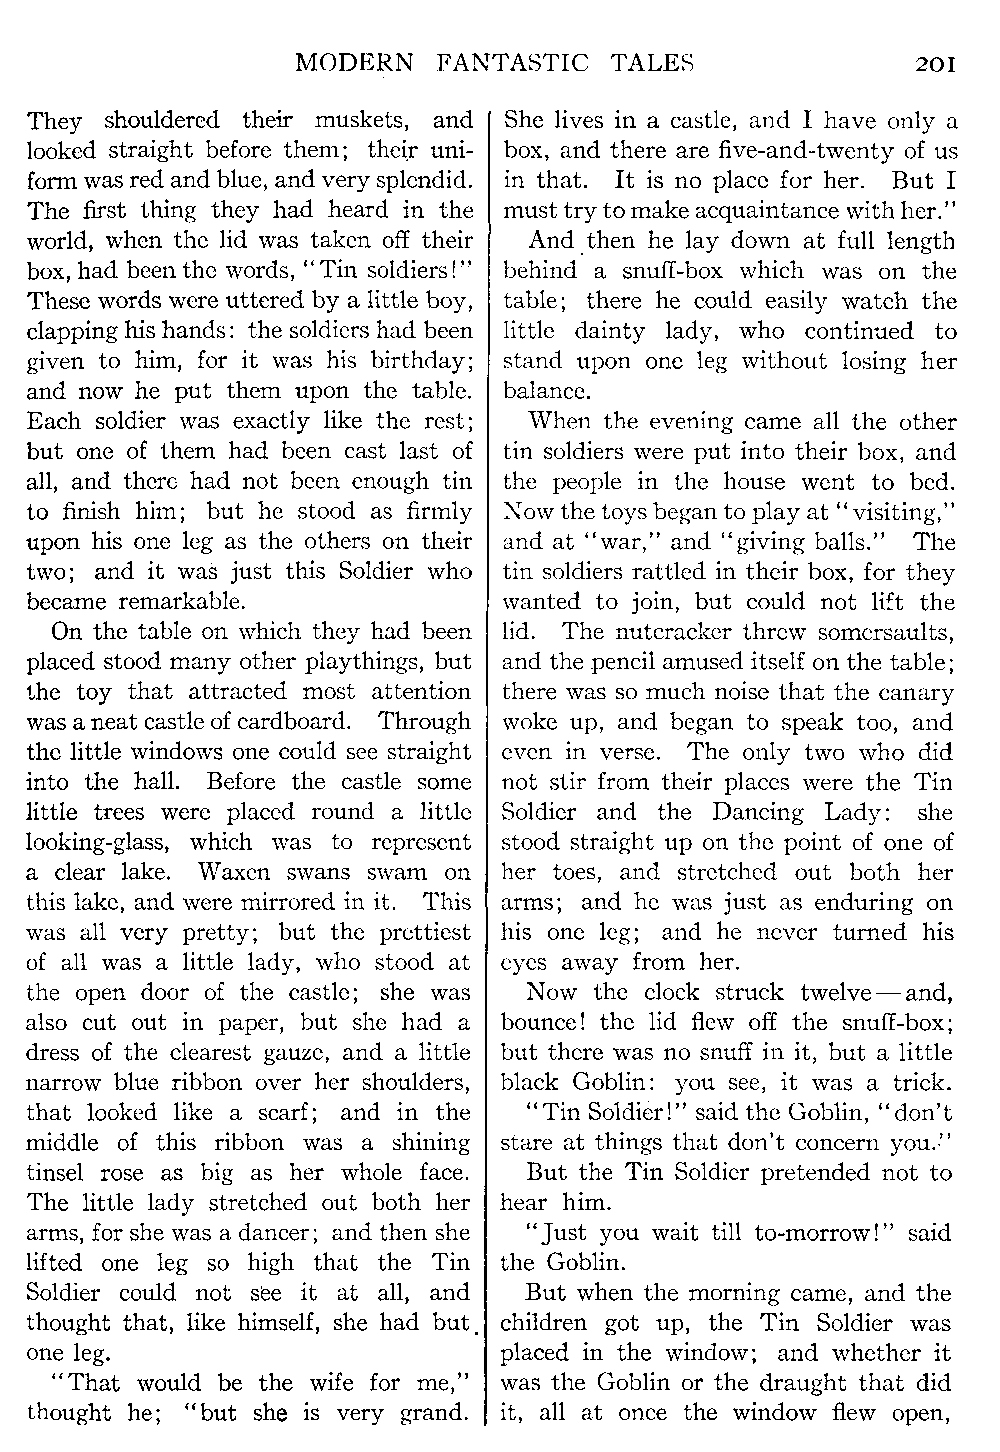 MODERN FANTASTIC TALES 201
They shouldered their muskets, and
looked straight before them; their uni-
form was red and blue, and very splendid.
The first thing they had heard in the
world, when the lid was taken off their
box, had been the words, "Tin soldiers!"
These words were uttered by a little boy,
clapping his hands: the soldiers had been
given to him, for it was his birthday;
and now he put them upon the table.
Each soldier was exactly like the rest;
but one of them had been cast last of
all, and there had not been enough tin
to finish him; but he stood as firmly
upon his one leg as the others on their
two; and it was just this Soldier who
became remarkable.
On the table on which they had been
placed stood many other playthings, but
the toy that attracted most attention
was a neat castle of cardboard. Through
the little windows one could see straight
into the hall. Before the castle some
little trees were placed round a little
looking-glass, which was to represent
a clear lake. Waxen swans swam on
this lake, and were mirrored in it. This
was all very pretty; but the prettiest
of all was a little lady, who stood at
the open door of the castle; she was
also cut out in paper, but she had a
dress of the clearest gauze, and a little
narrow blue ribbon over her shoulders,
that looked like a scarf; and in the
middle of this ribbon was a shining
tinsel rose as big as her whole face.
The little lady stretched out both her
arms, for she was a dancer; and then she
lifted one leg so high that the Tin
Soldier could not see it at all, and
thought that, like himself, she had but
one leg.
"That would be the wife for me,"
thought he; "but she is very grand.
She lives in a castle, and I have only a
box, and there are five-and-twenty of us
in that. It is no place for her. But I
must try to make acquaintance with her."
And then he lay down at full length
behind a snuff-box which was on the
table; there he could easily watch the
little dainty lady, who continued to
stand upon one leg without losing her
balance.
When the evening came all the other
tin soldiers were put into their box, and
the people in the house went to bed.
Now the toys began to play at "visiting,"
and at "war," and "giving balls." The
tin soldiers rattled in their box, for they
wanted to join, but could not lift the
lid. The nutcracker threw somersaults,
and the pencil amused itself on the table;
there was so much noise that the canary
woke up, and began to speak too, and
even in verse. The only two who did
not stir from their places were the Tin
Soldier and the Dancing Lady: she
stood straight up on the point of one of
her toes, and stretched out both her
arms; and he was just as enduring on
his one leg; and he never turned his
eyes away from her.
Now the clock struck twelve—and,
bounce! the lid flew off the snuff-box;
but there was no snuff in it, but a little
black Goblin: you see, it was a trick.
"Tin Soldier!" said the Goblin, "don't
stare at things that don't concern you."
But the Tin Soldier pretended not to
hear him.
"Just you wait till to-morrow!" said
the Goblin.
But when the morning came, and the
children got up, the Tin Soldier was
placed in the window; and whether it
was the Goblin or the draught that did
it, all at once the window flew open,